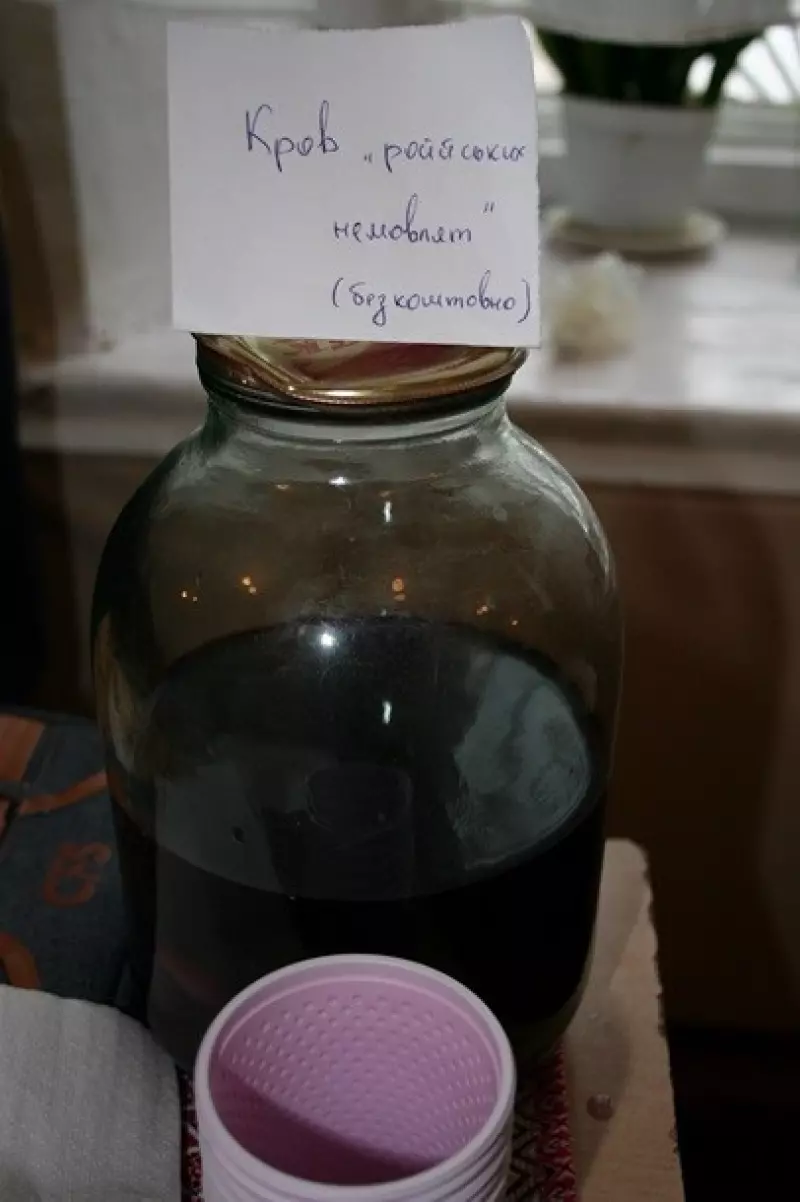 Кров „російських
немовлят"
(безкоштовно)